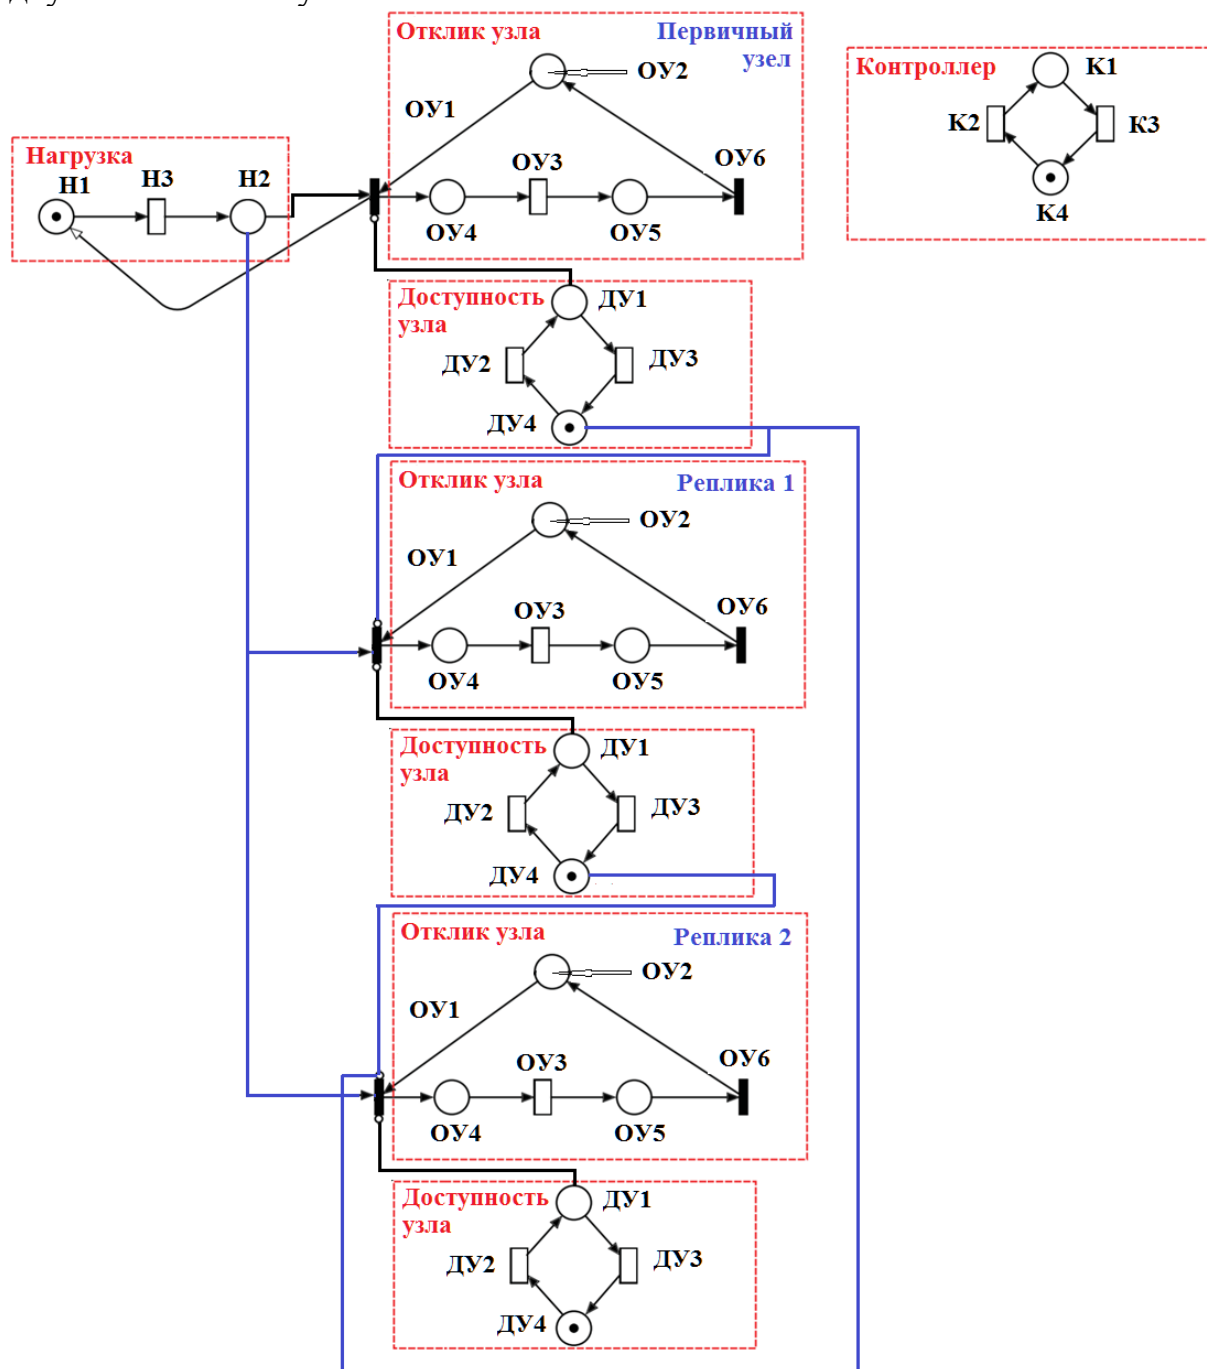 Отклик узла
Первичный
узел
ОУ2
ОУ1
ОУ3
ОУ6
ОУ4
ОУ5
Контроллер
К1
К2
К3
К4
Нагрузка
Н1
Н3
Н2
Доступность
узла
ДУ1
ДУ2
ДУ3
ДУ4
Отклик узла
Реплика 1
ОУ2
ОУ1
ОУ3
ОУ6
ОУ4
ОУ5
Доступность
узла
ДУ1
ДУ2
ДУ3
ДУ4
Отклик узла
Реплика 2
ОУ2
ОУ1
ОУ3
ОУ6
ОУ4
ОУ5
Доступность
узла
ДУ1
ДУ2
ДУ3
ДУ4